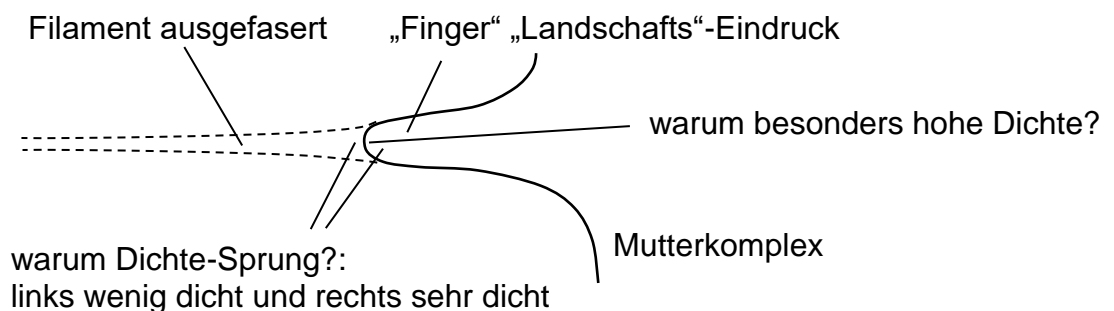 Filament ausgefasert
„Finger“ „Landschafts“-Eindruck
warum besonders hohe Dichte?
Mutterkomplex
warum Dichte-Sprung?:
links wenig dicht und rechts sehr dicht